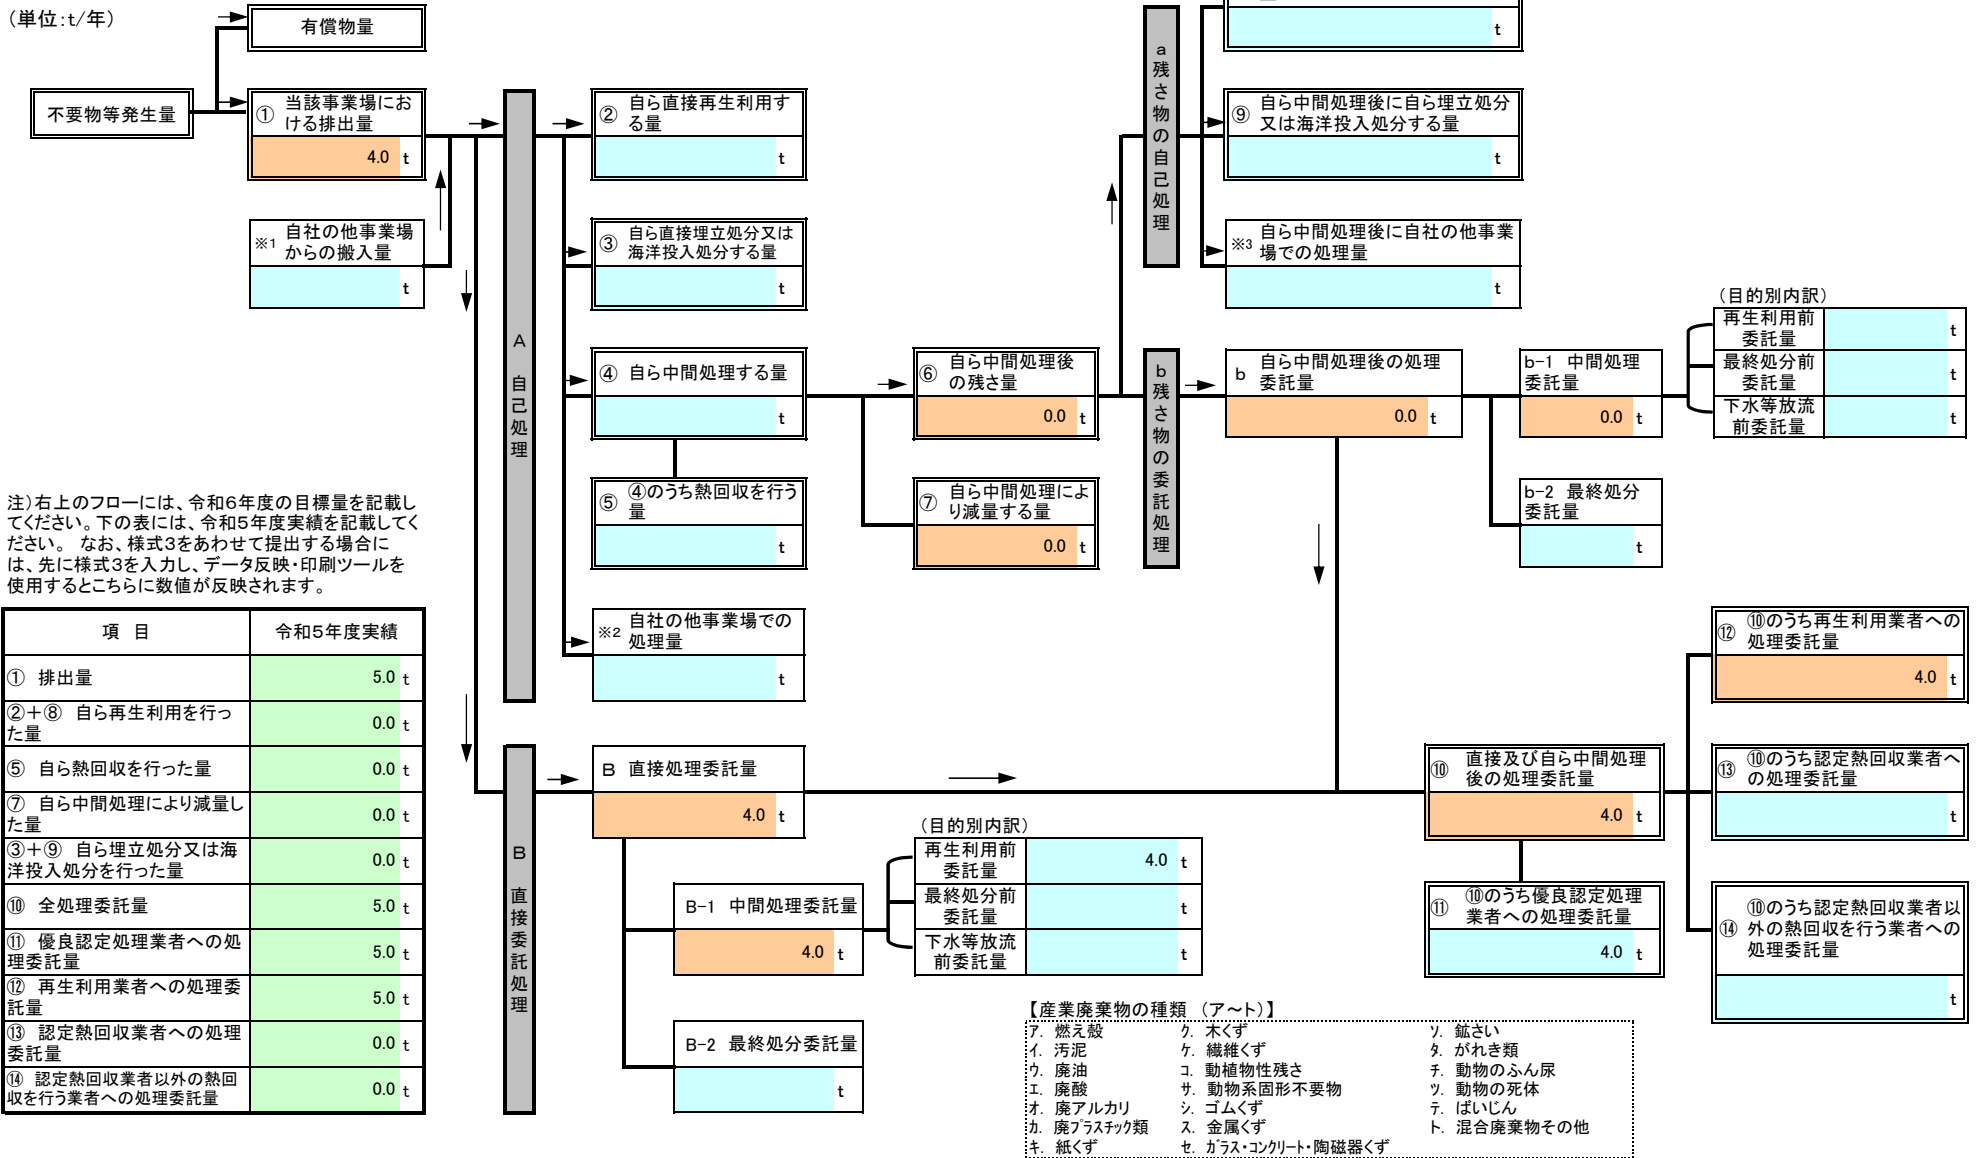 (単位:t/年)
有償物量
不要物等発生量
① 当該事業場にお
ける排出量
4.0 t
※1 自社の他事業場
からの搬入量
t
A 自己処理
② 自ら直接再生利用す
る量
t
③ 自ら直接埋立処分又は
海洋投入処分する量
t
④ 自ら中間処理する量
t
⑤ ④のうち熱回収を行う
量
t
※2 自社の他事業場での
処理量
t
⑥ 自ら中間処理後
の残さ量
0.0 t
⑦ 自ら中間処理によ
り減量する量
0.0 t
a 残さ物の自己処理
t
⑨ 自ら中間処理後に自ら埋立処分
又は海洋投入処分する量
t
※3 自ら中間処理後に自社の他事業
場での処理量
t
b 残さ物の委託処理
b 自ら中間処理後の処理
委託量
0.0 t
b-1 中間処理
委託量
0.0 t
b-2 最終処分
委託量
t
(目的別内訳)
再生利用前
委託量 t
最終処分前
委託量 t
下水等放流
前委託量 t
注)右上のフローには、令和6年度の目標量を記載し
てください。下の表には、令和5年度実績を記載してく
ださい。 なお、様式3をあわせて提出する場合に
は、先に様式3を入力し、データ反映・印刷ツールを
使用するとこちらに数値が反映されます。
項 目 令和5年度実績
① 排出量 5.0 t
②+⑧ 自ら再生利用を行っ
た量 0.0 t
⑤ 自ら熱回収を行った量 0.0 t
⑦ 自ら中間処理により減量し
た量 0.0 t
③+⑨ 自ら埋立処分又は海
洋投入処分を行った量 0.0 t
⑩ 全処理委託量 5.0 t
⑪ 優良認定処理業者への処
理委託量 5.0 t
⑫ 再生利用業者への処理委
託量 5.0 t
⑬ 認定熱回収業者への処理
委託量 0.0 t
⑭ 認定熱回収業者以外の熱回
収を行う業者への処理委託量 0.0 t
B 直接委託処理
B 直接処理委託量
4.0 t
B-1 中間処理委託量
4.0 t
B-2 最終処分委託量
t
(目的別内訳)
再生利用前
委託量 4.0 t
最終処分前
委託量 t
下水等放流
前委託量 t
⑩ 直接及び自ら中間処理
後の処理委託量
4.0 t
⑪ ⑩のうち優良認定処理
業者への処理委託量
4.0 t
⑫ ⑩のうち再生利用業者への
処理委託量
4.0 t
⑬ ⑩のうち認定熱回収業者へ
の処理委託量
t
⑭ ⑩のうち認定熱回収業者以
外の熱回収を行う業者への
処理委託量
t
【産業廃棄物の種類 (ア~ト)】
ア. 燃え殻 ク. 木くず ソ. 鉱さい
イ. 汚泥 ケ. 繊維くず タ. がれき類
ウ. 廃油 コ. 動植物性残さ チ. 動物のふん尿
エ. 廃酸 サ. 動物系固形不要物 ツ. 動物の死体
オ. 廃アルカリ シ. ゴムくず テ. ばいじん
カ. 廃プラスチック類 ス. 金属くず ト. 混合廃棄物その他
キ. 紙くず セ. ガラス・コンクリート・陶磁器くず